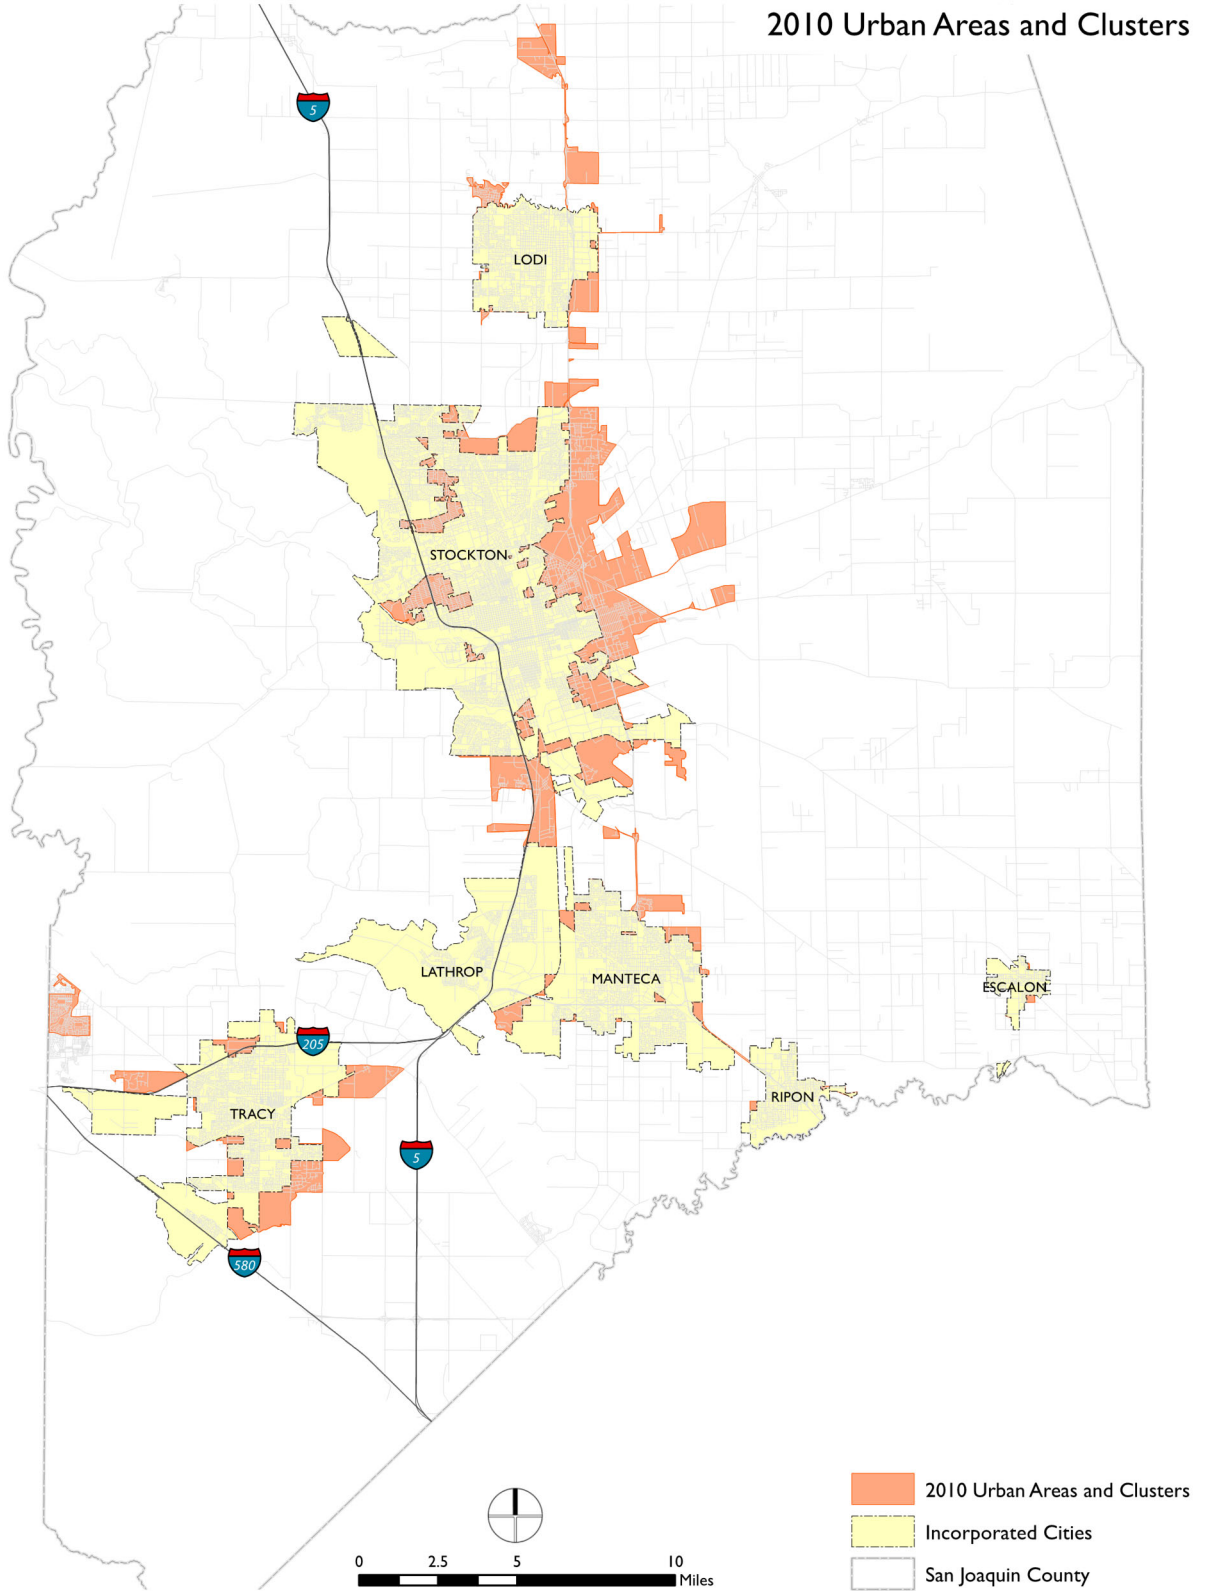 2010 Urban Areas and Clusters
5
LODI
STOCKTON
LATHROP
MANTECA
ESCALON
205
TRACY
RIPON
5
580
2010 Urban Areas and Clusters
Incorporated Cities
San Joaquin County
0 2.5 5 10
Miles